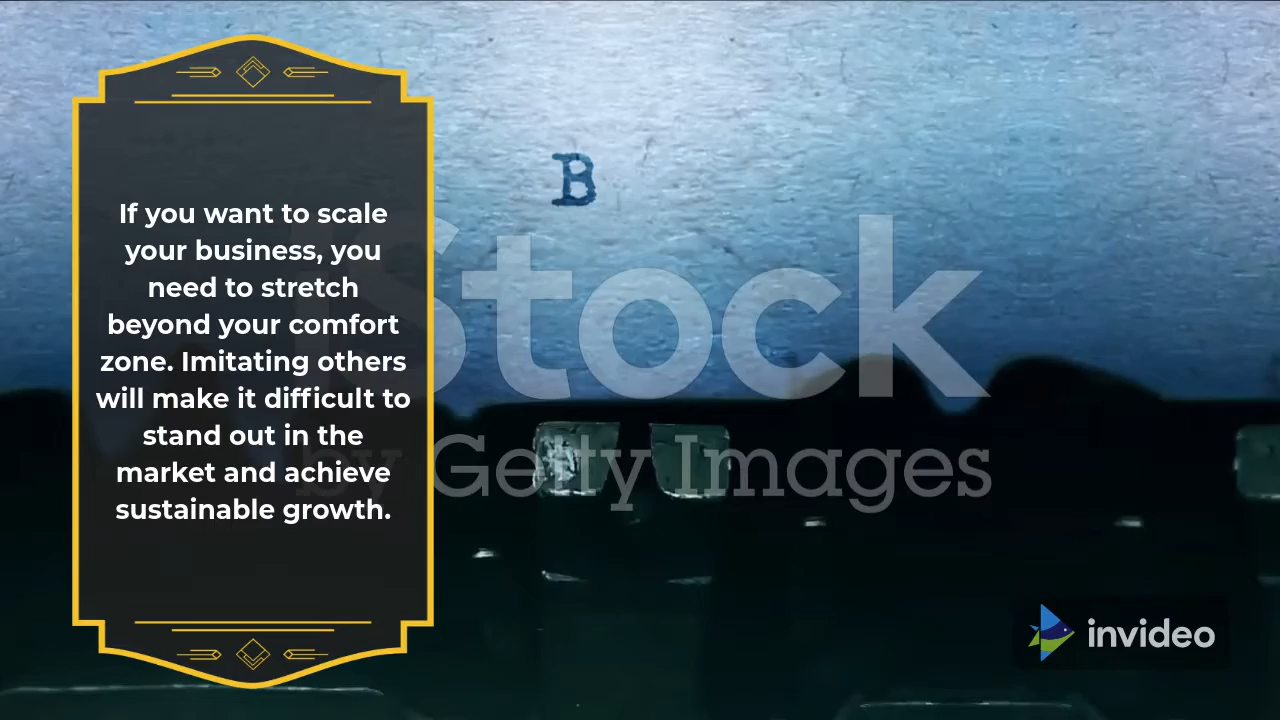 If you want to scale
your business, you
need to stretch
beyond your comfort
zone. Imitating others
will make it difficult to
stand out in the
market and achieve
sustainable growth.
B
iStock
by Getty Images
invideo